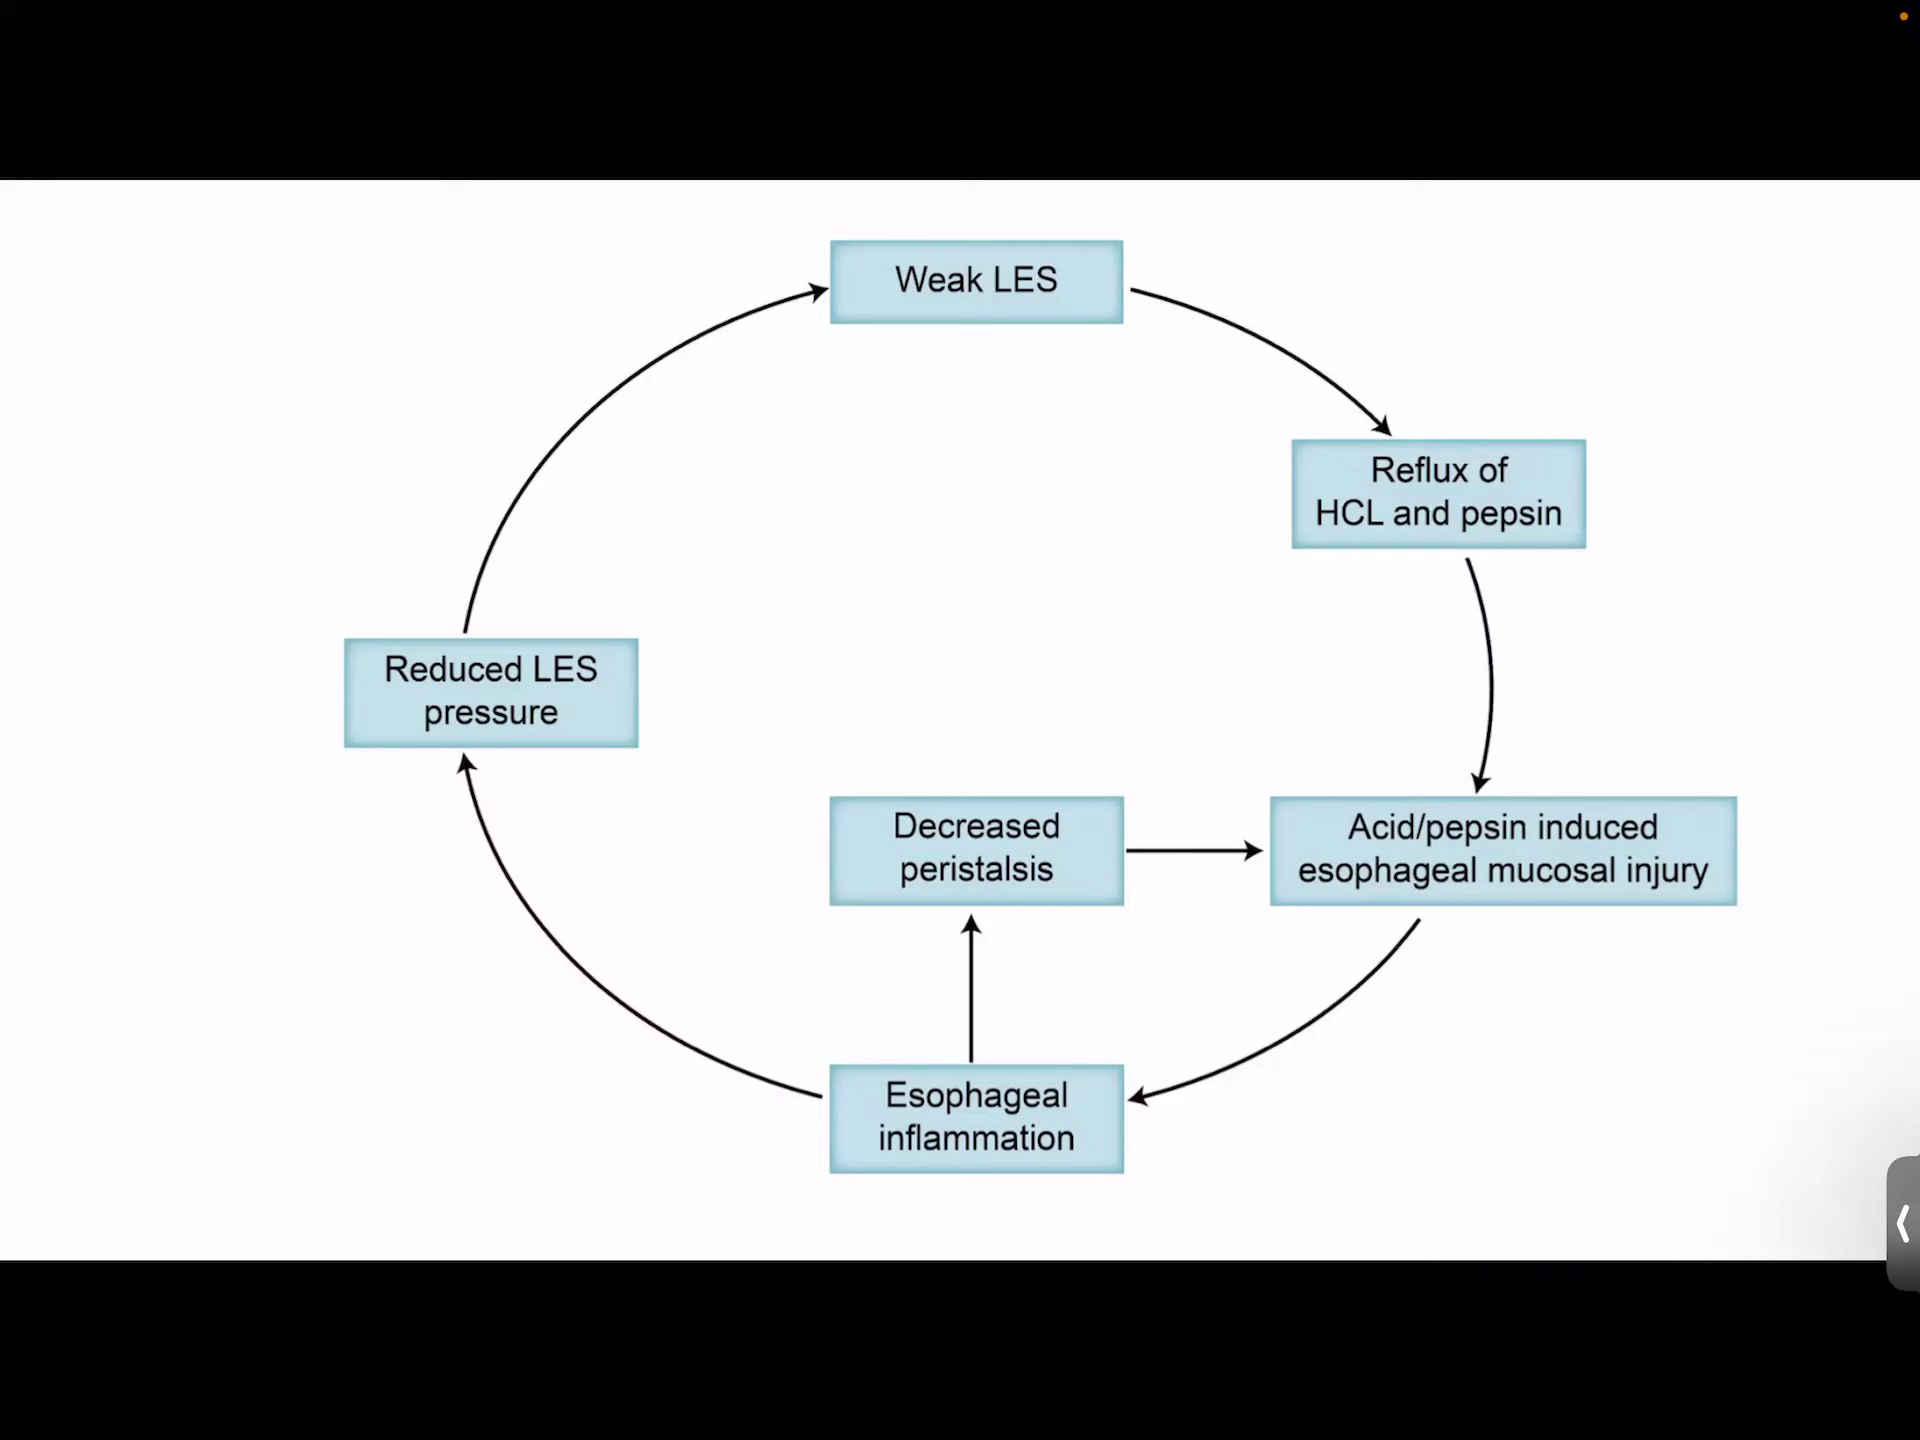 Weak LES
Reflux of
HCL and pepsin
Reduced LES
pressure
Decreased
peristalsis
Acid/pepsin induced
esophageal mucosal injury
Esophageal
inflammation